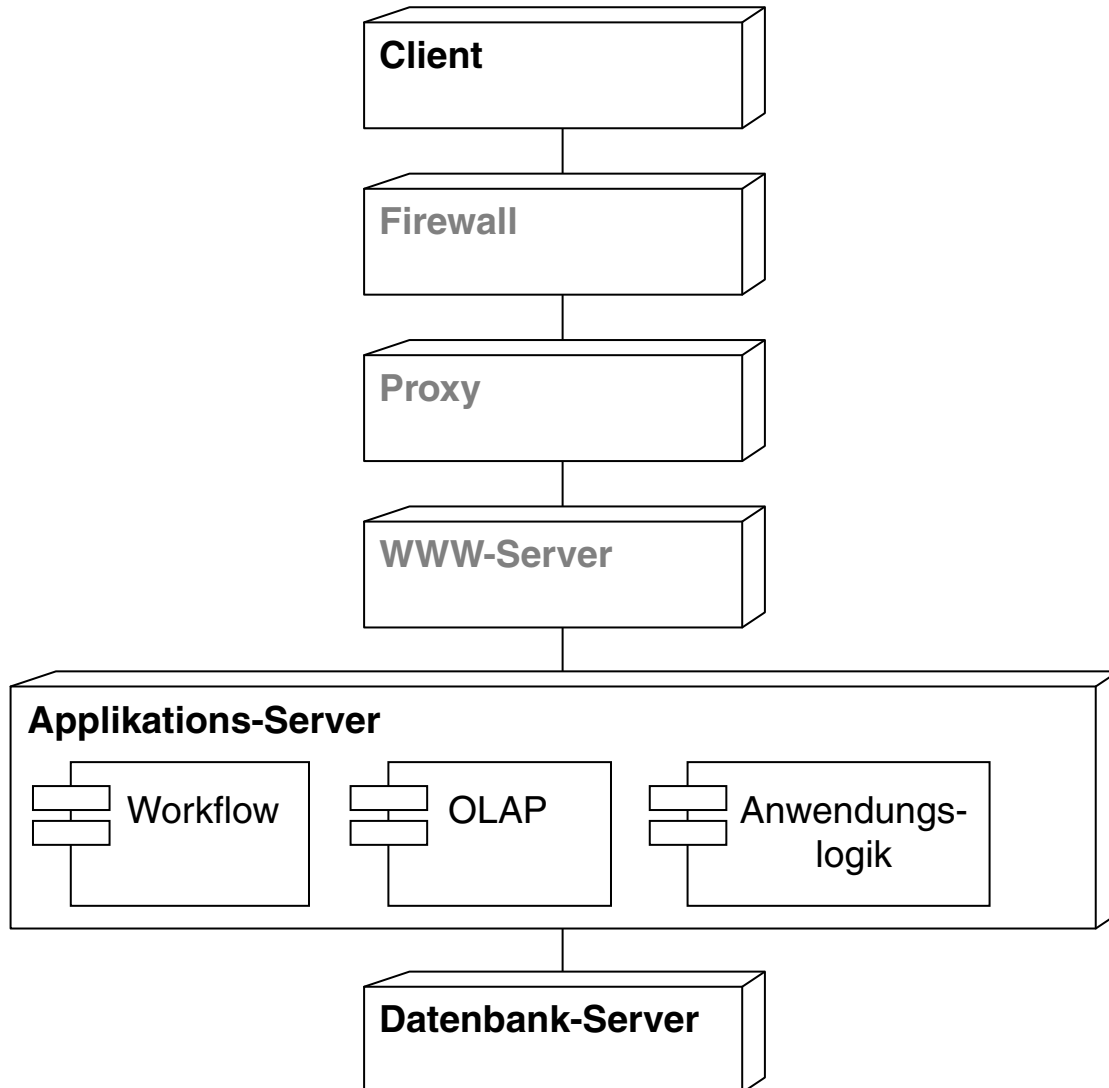 Client
Firewall
Proxy
WWW-Server
Applikations-Server
Workflow
OLAP
Anwendungs-
logik
Datenbank-Server